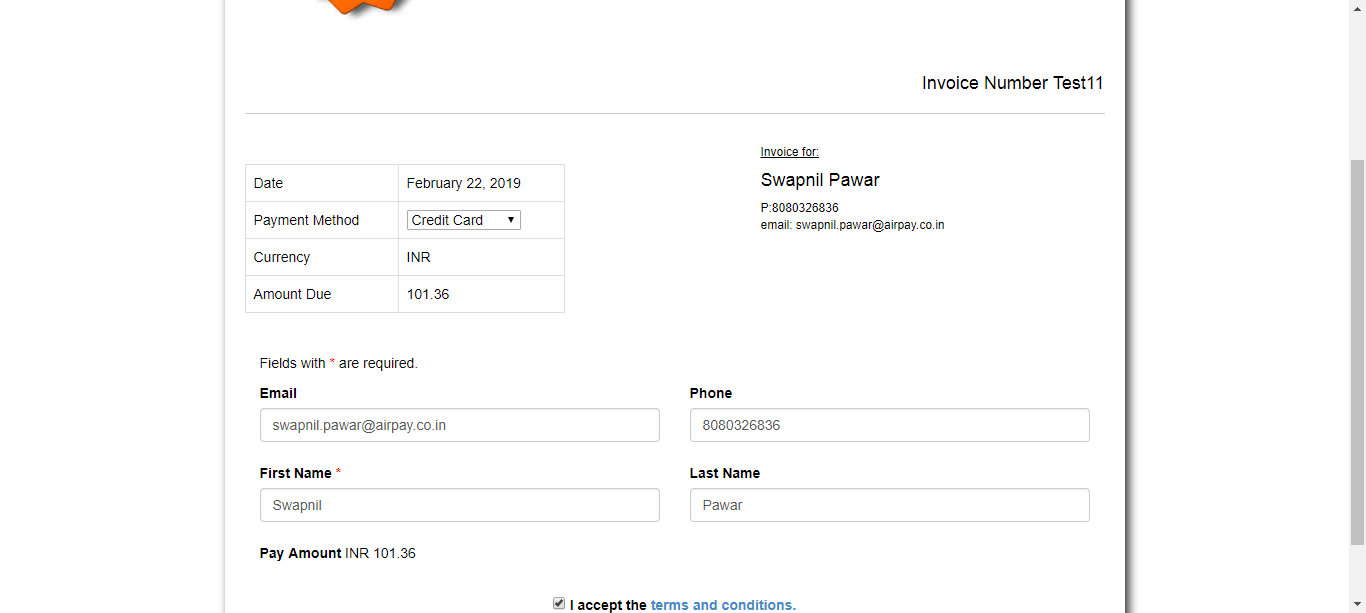 Invoice Number Test11
Invoice for:
Swapnil Pawar
P:8080326836
email: swapnil.pawar@airpay.co.in
Date February 22, 2019
Payment Method Credit Card
Currency INR
Amount Due 101.36
Fields with * are required.
Email Phone
swapnil.pawar@airpay.co.in 8080326836
First Name * Last Name
Swapnil Pawar
Pay Amount INR 101.36
I accept the terms and conditions.